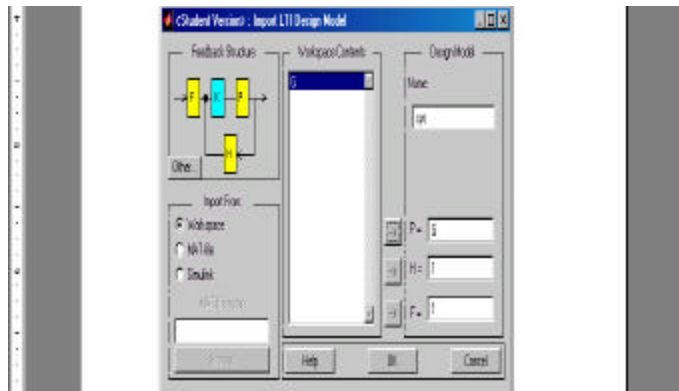 <Student Version> : Import LTI Design Model
Feedback Structure
F
K
P
H
Other...
Import From:
Workspace
MAT-file
Simulink
Workspace Contents
G
Design Model
Name:
P =
G
H =
1
F =
1
Help
OK
Cancel